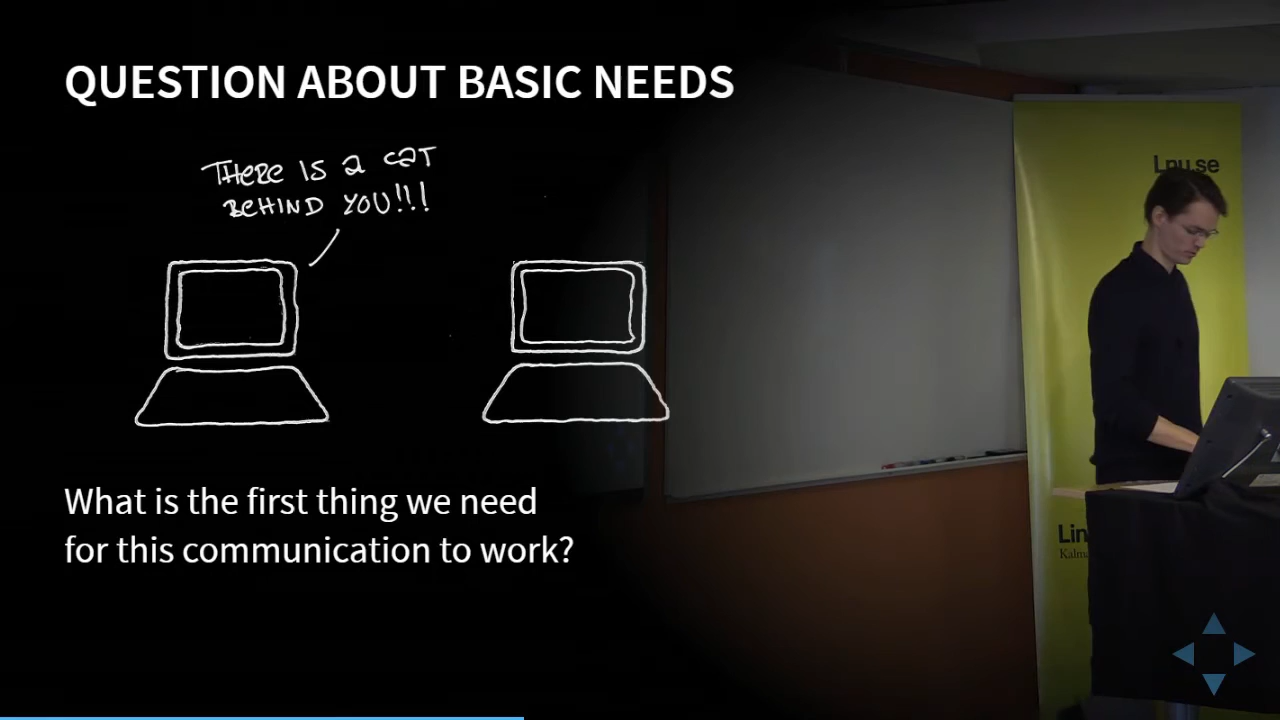 QUESTION ABOUT BASIC NEEDS
THERE IS a CaT
BEHIND YOU!!!
What is the first thing we need
for this communication to work?
Lnu.se
Lin
Kalma